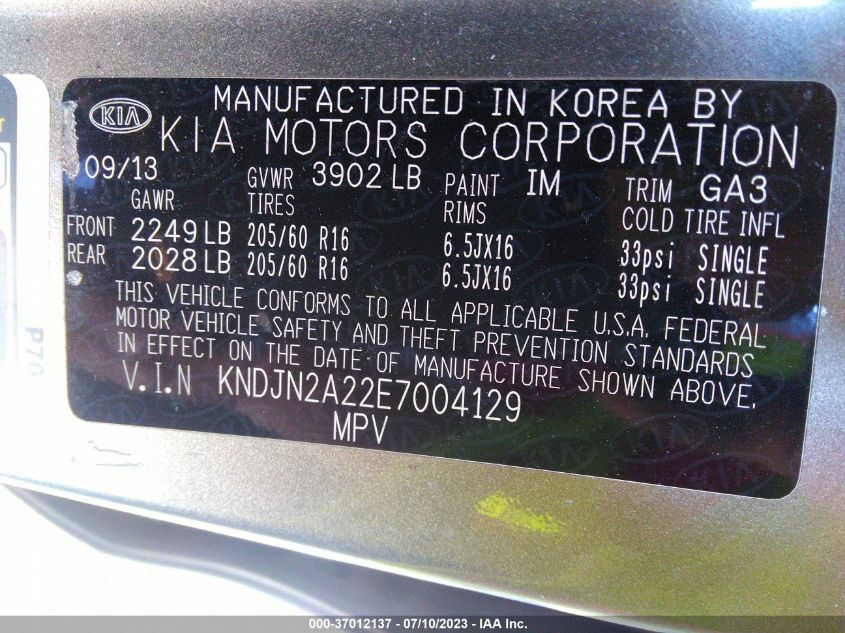 MANUFACTURED IN KOREA BY
KIA KIA MOTORS CORPORATION
09/13 GVWR 3902 LB PAINT IM TRIM GA3
GAWR TIRES RIMS COLD TIRE INFL
FRONT 2249 LB 205/60 R16 6.5JX16 33psi SINGLE
REAR 2028 LB 205/60 R16 6.5JX16 33psi SINGLE
THIS VEHICLE CONFORMS TO ALL APPLICABLE U.S.A. FEDERAL
MOTOR VEHICLE SAFETY AND THEFT PREVENTION STANDARDS
IN EFFECT ON THE DATE OF MANUFACTURE SHOWN ABOVE.
V.I.N KNDJN2A22E7004129
MPV
P70
000-37012137 - 07/10/2023 - IAA Inc.